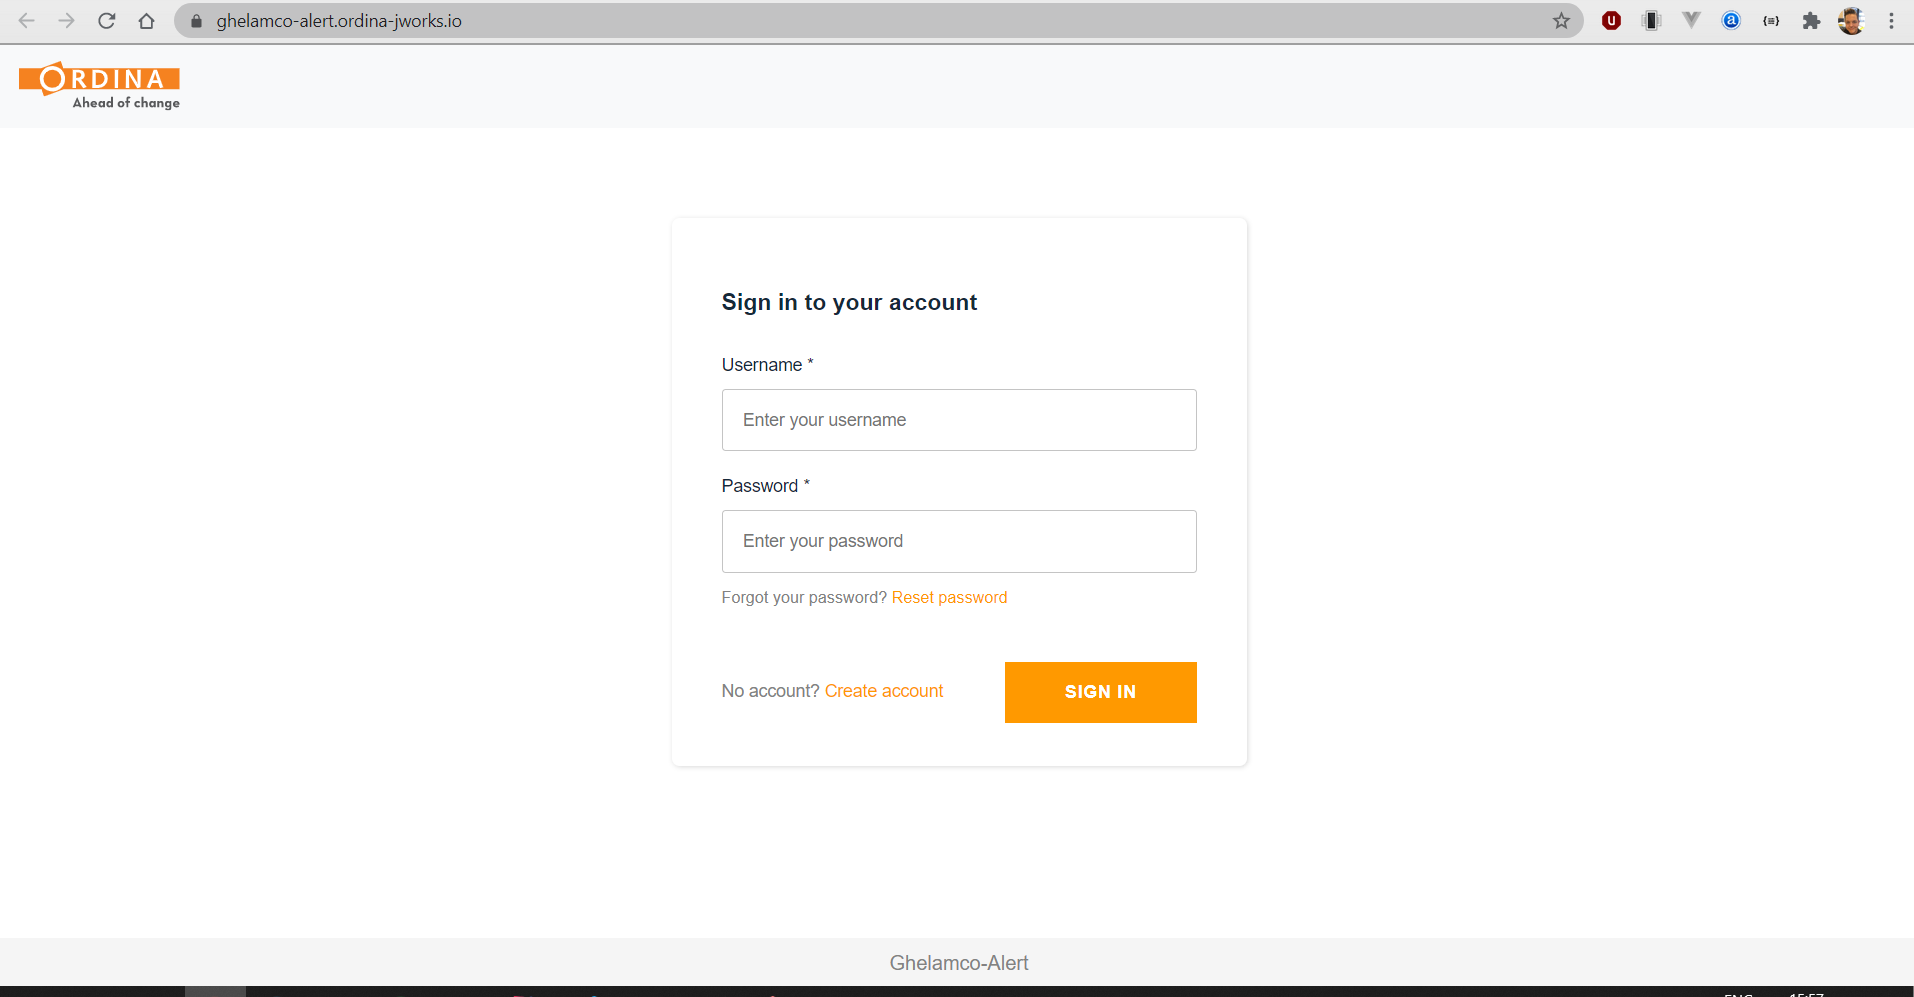 ghelamco-alert.ordina-jworks.io
ORDINA
Ahead of change
Sign in to your account
Username *
Enter your username
Password *
Enter your password
Forgot your password? Reset password
No account? Create account
SIGN IN
Ghelamco-Alert